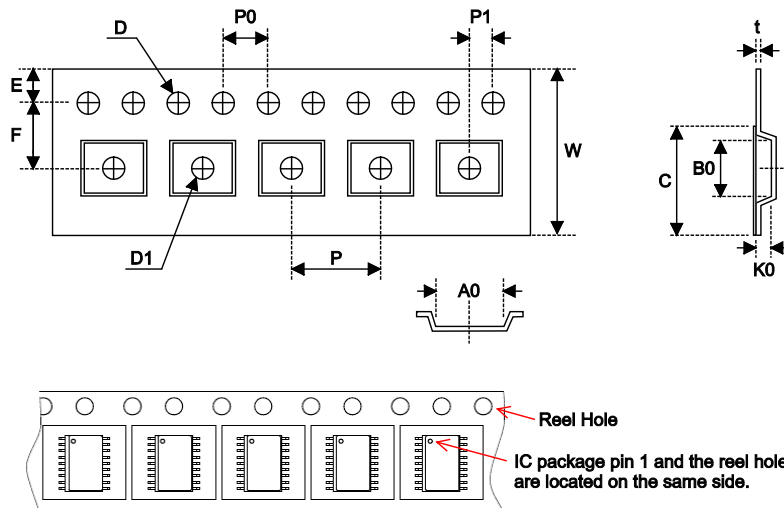 P0
P1
t
D
E
F
W
C
B0
D1
P
K0
A0
Reel Hole
IC package pin 1 and the reel hole
are located on the same side.